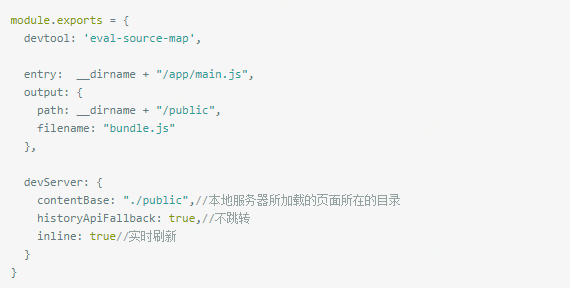 module.exports = {
  devtool: 'eval-source-map',

  entry:  __dirname + "/app/main.js",
  output: {
    path: __dirname + "/public",
    filename: "bundle.js"
  },

  devServer: {
    contentBase: "./public",//本地服务器所加载的页面所在的目录
    historyApiFallback: true,//不跳转
    inline: true//实时刷新
  }
}